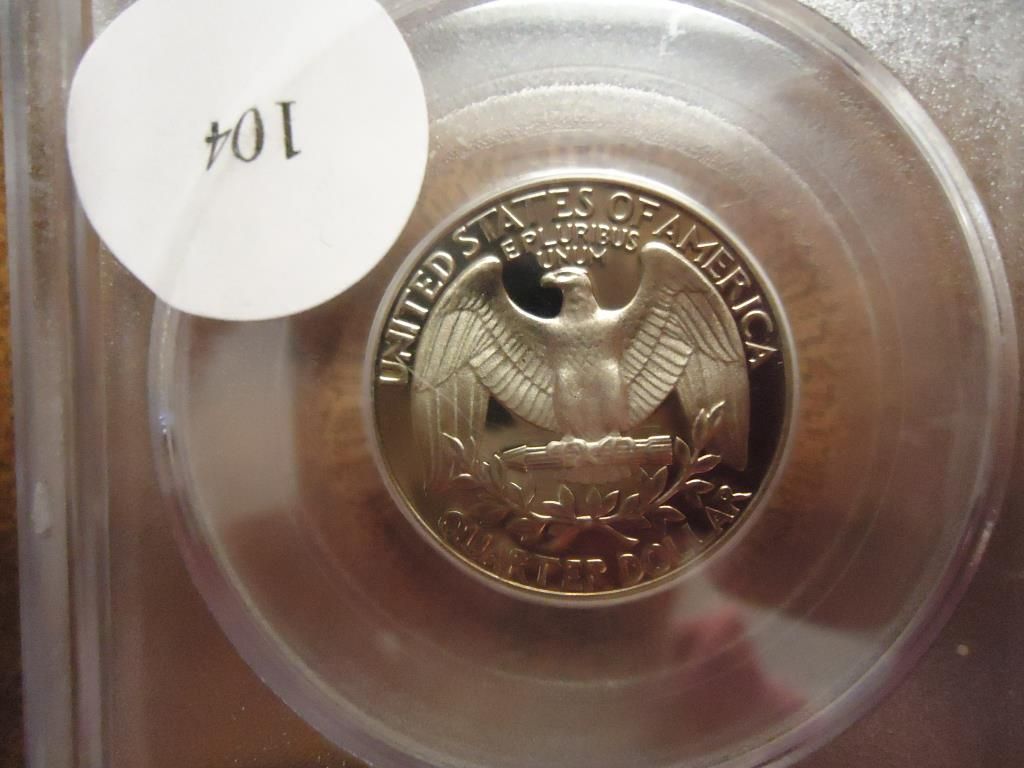 104
UNITED STATES OF AMERICA
E PLURIBUS
UNUM
QUARTER DOLLAR